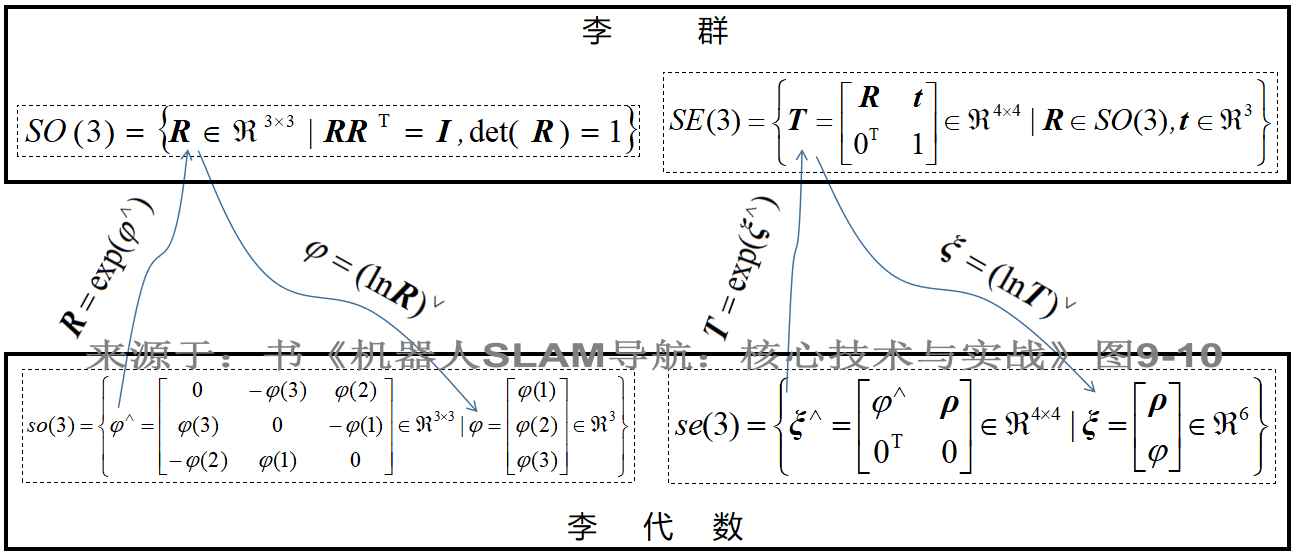 李 群
SO(3) = {R ∈ ℜ^{3×3} | RR^T = I, det(R) = 1}
SE(3) = {T = [R t; 0^T 1] ∈ ℜ^{4×4} | R ∈ SO(3), t ∈ ℜ^3}
R = exp(φ^∧)
φ = (lnR)^∨
T = exp(ξ^∧)
ξ = (lnT)^∨
来源于：书《机器人SLAM导航：核心技术与实战》图9-10
so(3) = {φ^∧ = [0 -φ(3) φ(2); φ(3) 0 -φ(1); -φ(2) φ(1) 0] ∈ ℜ^{3×3} | φ = [φ(1); φ(2); φ(3)] ∈ ℜ^3}
se(3) = {ξ^∧ = [φ^∧ ρ; 0^T 0] ∈ ℜ^{4×4} | ξ = [ρ; φ] ∈ ℜ^6}
李 代 数